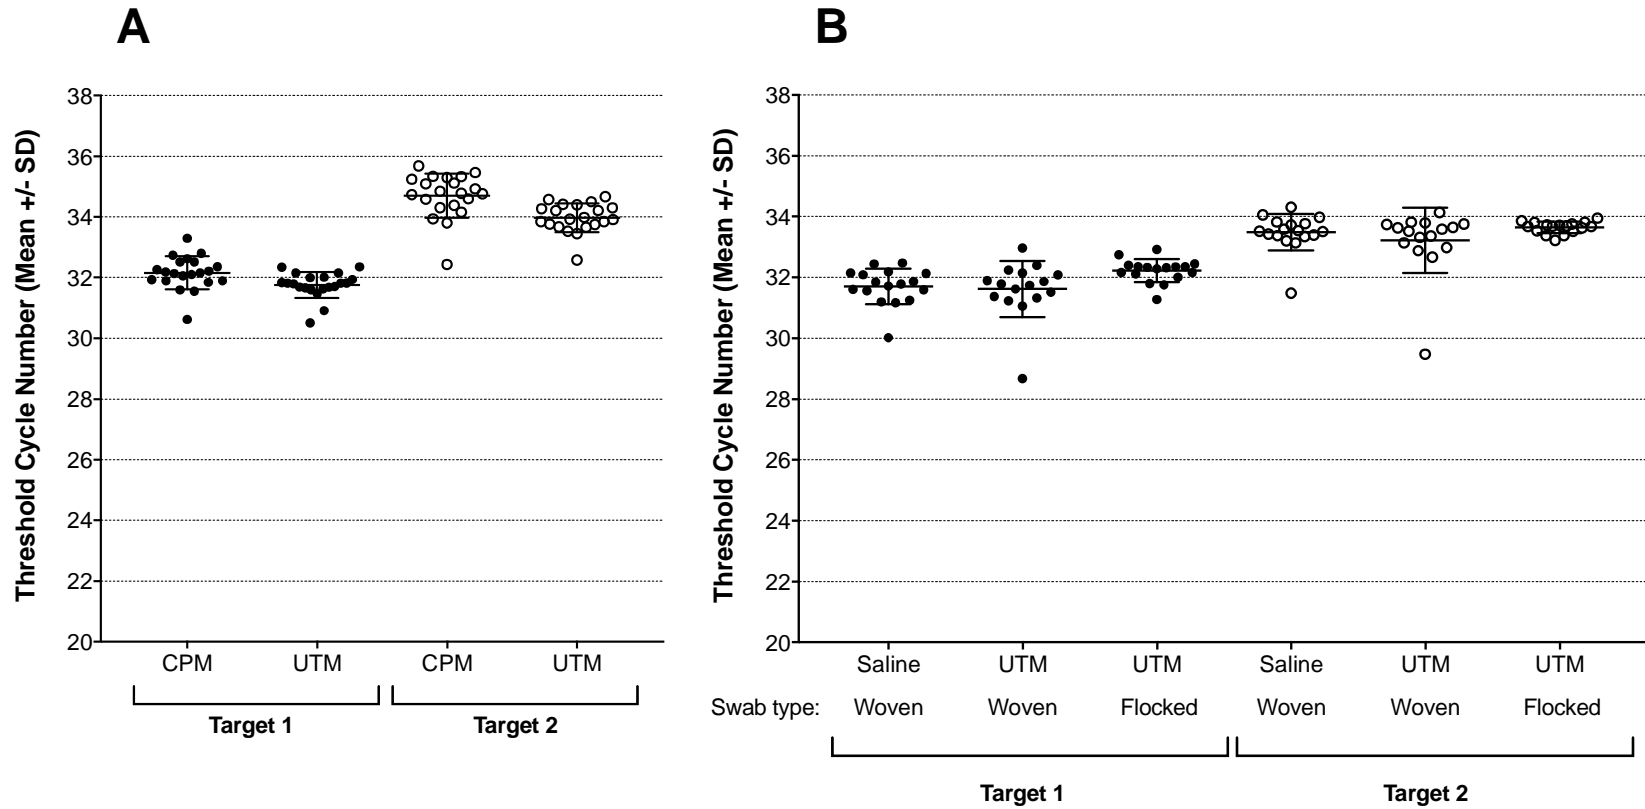 A
Threshold Cycle Number (Mean +/- SD)
38
36
34
32
30
28
26
24
22
20
CPM UTM CPM UTM
Target 1 Target 2
B
Threshold Cycle Number (Mean +/- SD)
38
36
34
32
30
28
26
24
22
20
Saline UTM UTM Saline UTM UTM
Swab type: Woven Woven Flocked Woven Woven Flocked
Target 1 Target 2